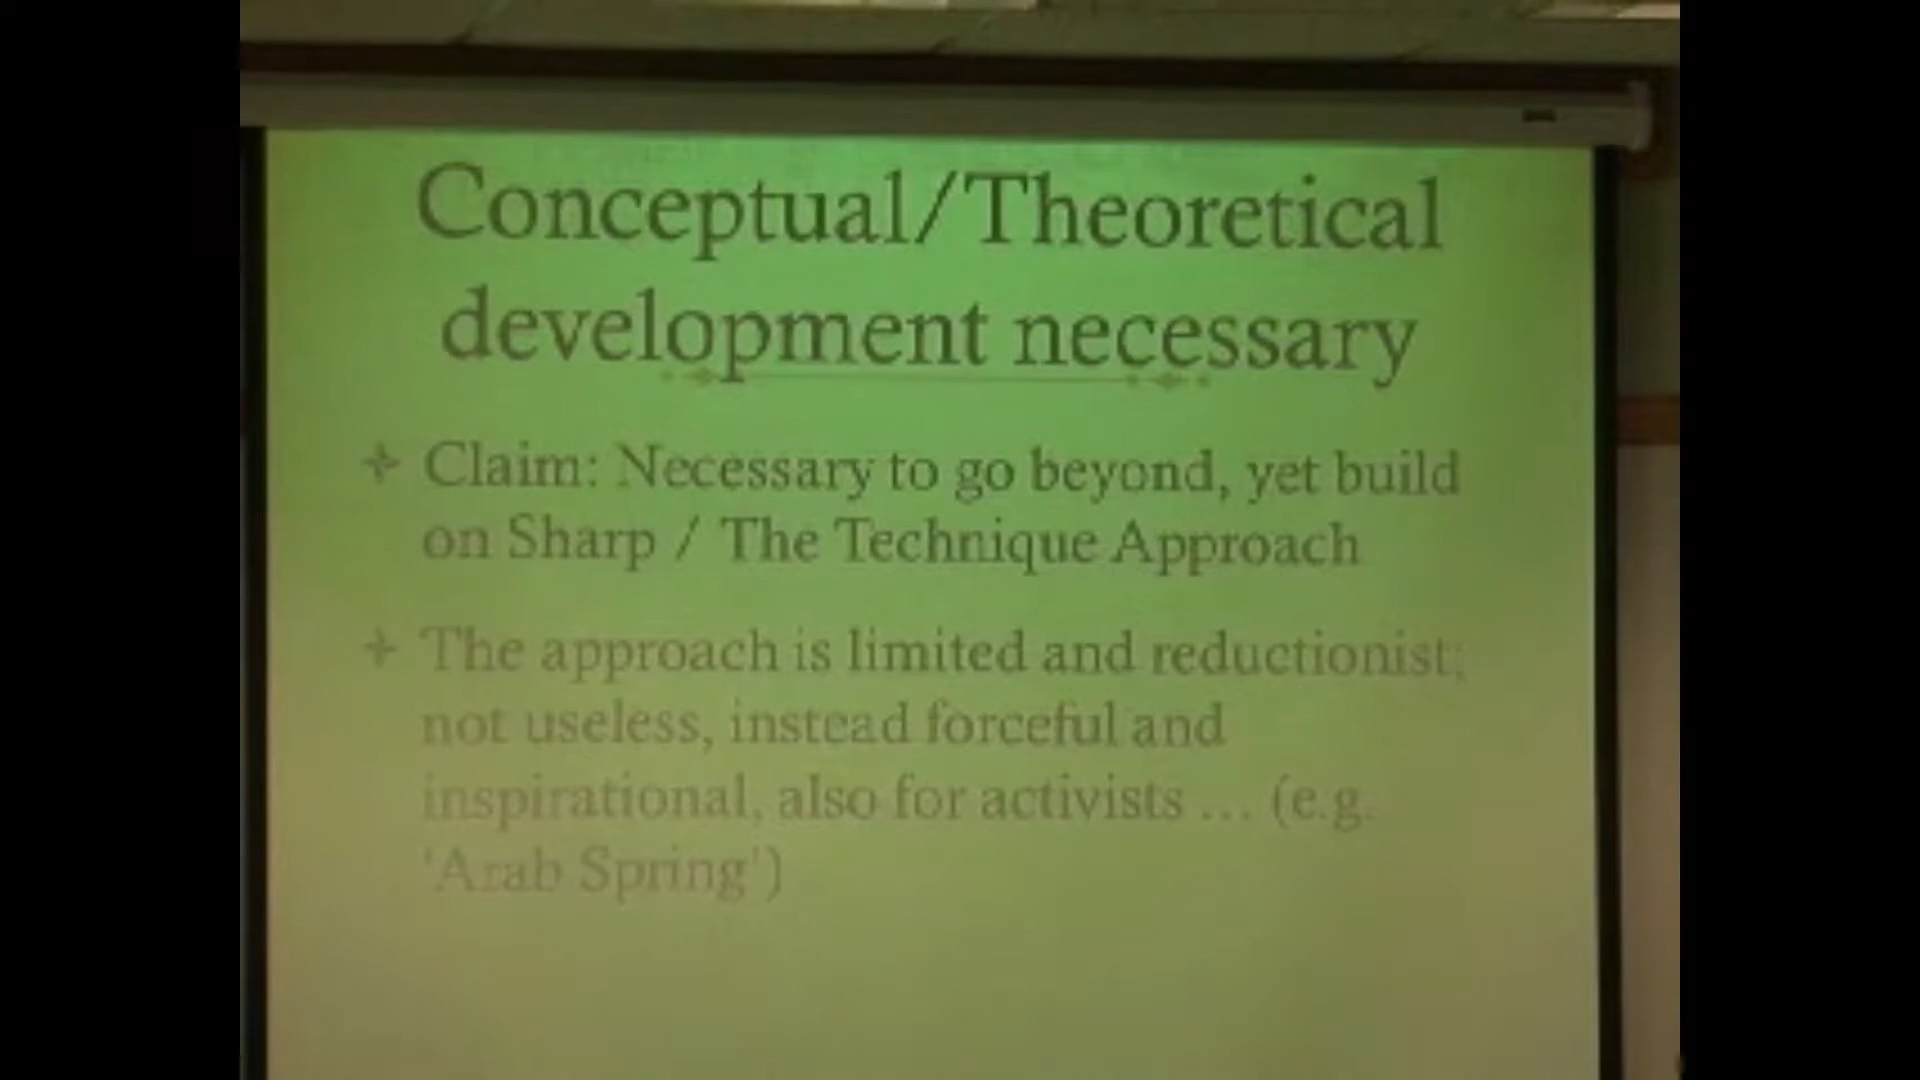 Conceptual/Theoretical
development necessary
Claim: Necessary to go beyond, yet build
on Sharp / The Technique Approach
The approach is limited and reductionist;
not useless, instead forceful and
inspirational, also for activists ... (e.g.
'Arab Spring')